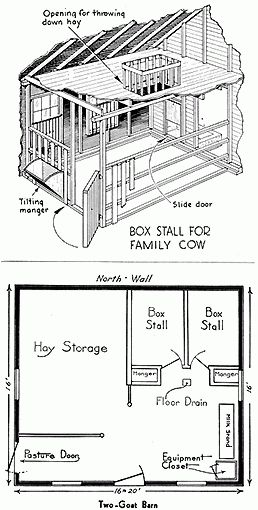 Opening for throwing
down hay
Tilting
manger
Slide door
BOX STALL FOR
FAMILY COW
North - Wall
Box
Stall
Box
Stall
Hay Storage
Manger
Manger
16'
16'
Floor Drain
Milk Stand
Pasture Door
Equipment
Closet
16 x 20'
Two-Goat Barn